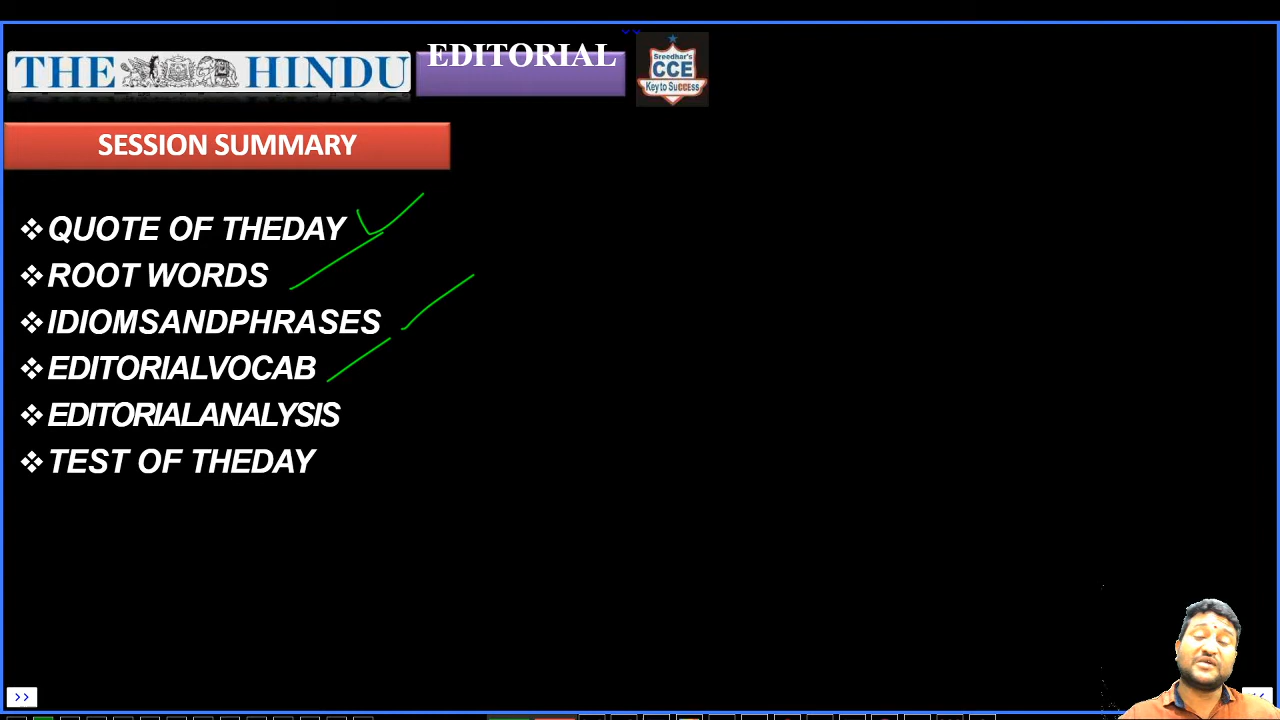 THE HINDU
EDITORIAL
Sreedhar's
CCE
Key to SuCCEss
SESSION SUMMARY
❖QUOTE OF THEDAY
❖ROOT WORDS
❖IDIOMSANDPHRASES
❖EDITORIALVOCAB
❖EDITORIALANALYSIS
❖TEST OF THEDAY
>>